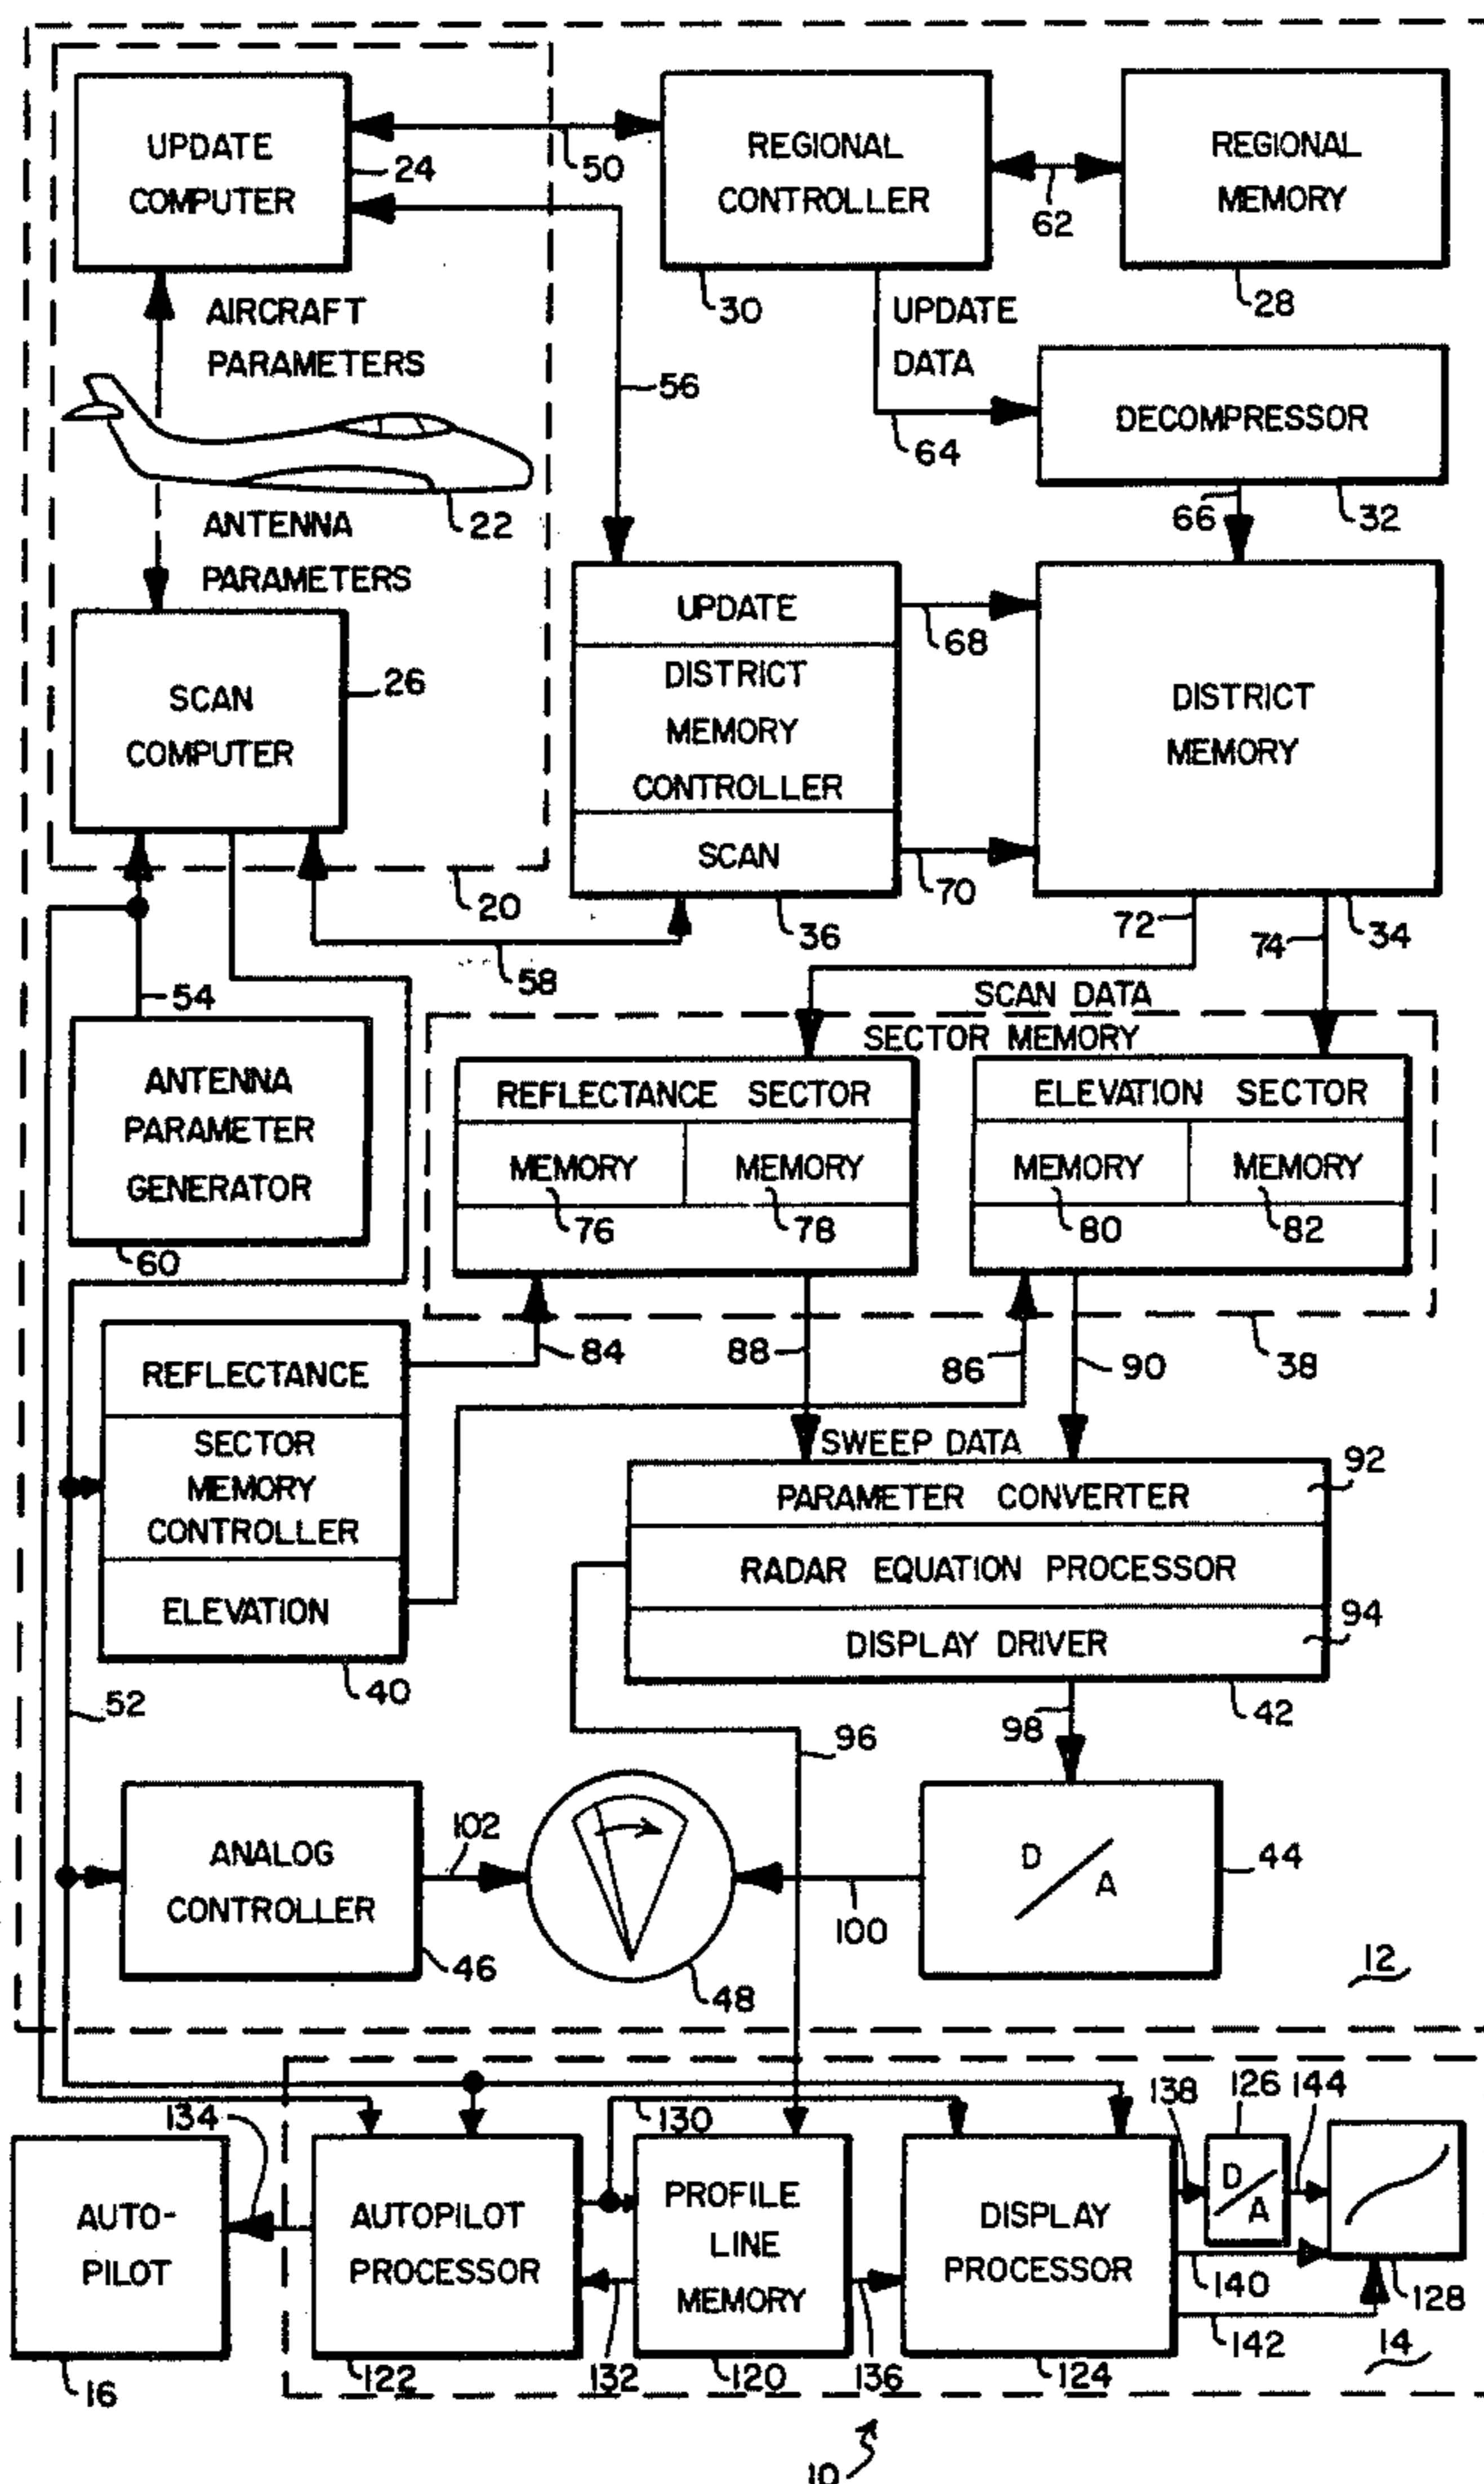 UPDATE
COMPUTER
24
50
REGIONAL
CONTROLLER
30
62
REGIONAL
MEMORY
28
AIRCRAFT
PARAMETERS
22
ANTENNA
PARAMETERS
56
UPDATE
DATA
64
DECOMPRESSOR
66
32
SCAN
COMPUTER
26
20
UPDATE
DISTRICT
MEMORY
CONTROLLER
SCAN
36
68
70
DISTRICT
MEMORY
72
74
34
58
54
ANTENNA
PARAMETER
GENERATOR
60
SCAN DATA
SECTOR MEMORY
REFLECTANCE SECTOR
MEMORY
MEMORY
76
78
ELEVATION SECTOR
MEMORY
MEMORY
80
82
84
88
86
90
38
REFLECTANCE
SECTOR
MEMORY
CONTROLLER
ELEVATION
40
52
SWEEP DATA
PARAMETER CONVERTER
92
RADAR EQUATION PROCESSOR
DISPLAY DRIVER
94
42
96
98
ANALOG
CONTROLLER
46
102
48
100
D/A
44
12
134
130
138
126
144
AUTO-
PILOT
16
AUTOPILOT
PROCESSOR
122
132
PROFILE
LINE
MEMORY
120
136
DISPLAY
PROCESSOR
124
D/A
140
142
128
14
10